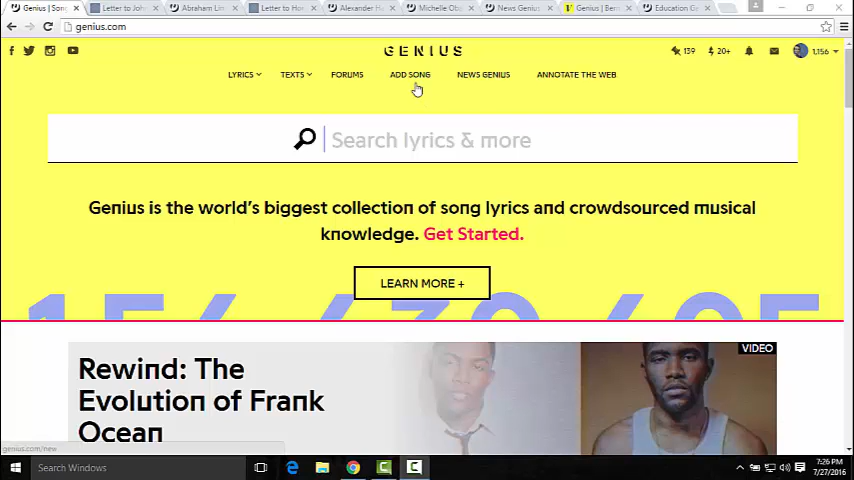 Genius | Song
Letter to John
Abraham Lin
Letter to Hor
Alexander Ha
Michelle Oba
News Genius
Genius | Bern
Education G
genius.com
GENIUS
139
20+
1,156
LYRICS
TEXTS
FORUMS
ADD SONG
NEWS GENIUS
ANNOTATE THE WEB
Search lyrics & more
Genius is the world's biggest collection of song lyrics and crowdsourced musical
knowledge. Get Started.
LEARN MORE +
Rewind: The
Evolution of Frank
Ocean
VIDEO
genius.com/new
Search Windows
7:26 PM
7/27/2016